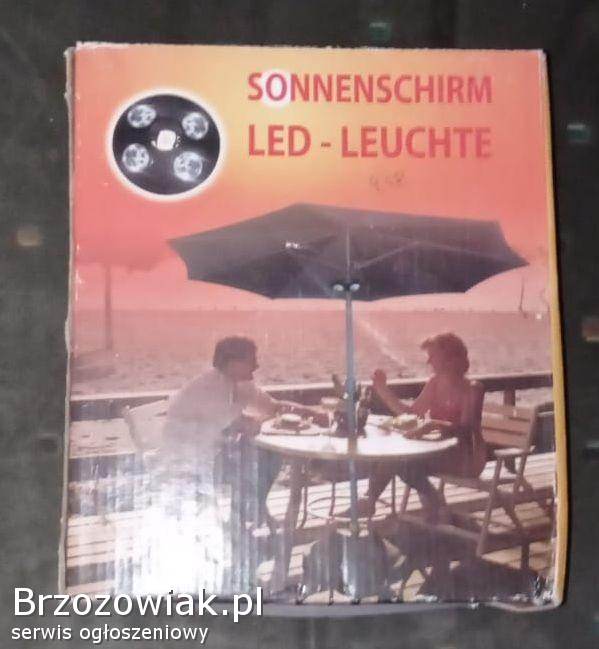 SONNENSCHIRM
LED - LEUCHTE
Brzozowiak.pl
serwis ogłoszeniowy